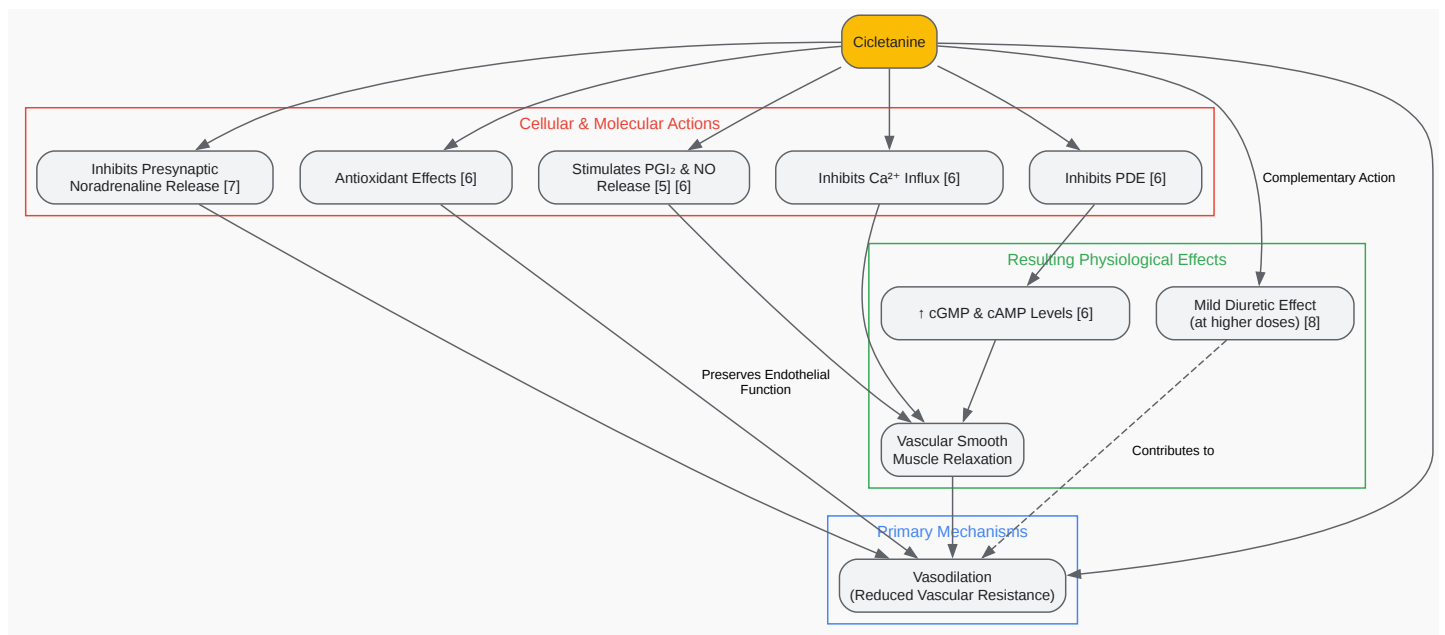 Cicletanine
Cellular & Molecular Actions
Inhibits Presynaptic
Noradrenaline Release [7]
Antioxidant Effects [6]
Stimulates PGI₂ & NO
Release [5] [6]
Inhibits Ca²⁺ Influx [6]
Inhibits PDE [6]
Complementary Action
Resulting Physiological Effects
↑ cGMP & cAMP Levels [6]
Mild Diuretic Effect
(at higher doses) [8]
Preserves Endothelial
Function
Vascular Smooth
Muscle Relaxation
Contributes to
Primary Mechanisms
Vasodilation
(Reduced Vascular Resistance)